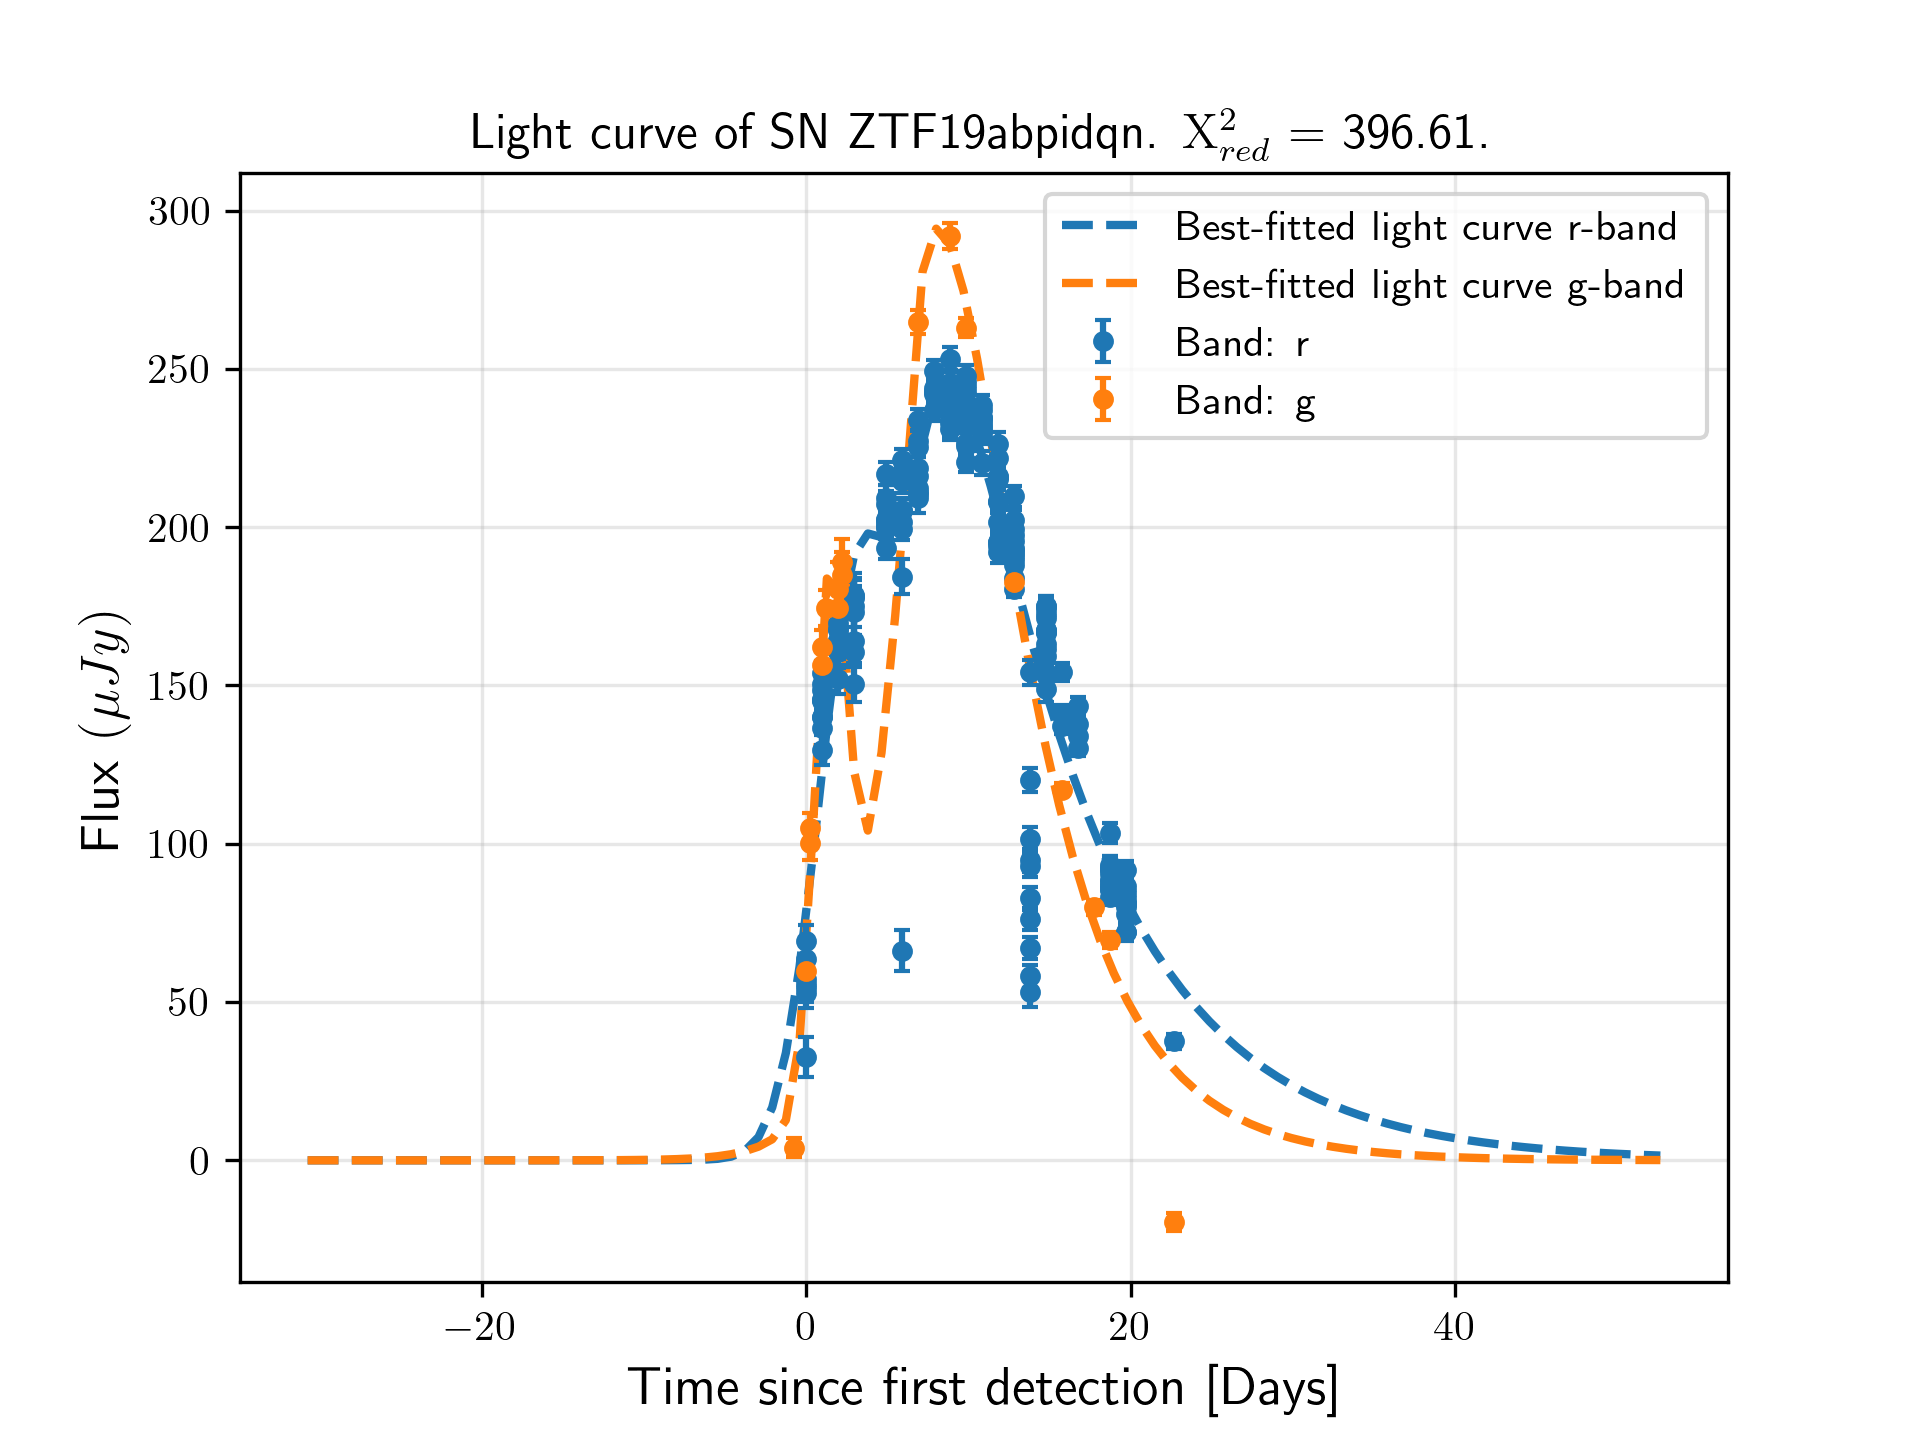 Light curve of SN ZTF19abpidqn. X²_red = 396.61.
Best-fitted light curve r-band
Best-fitted light curve g-band
Band: r
Band: g
300
250
200
150
100
50
0
Flux (μJy)
−20 0 20 40
Time since first detection [Days]